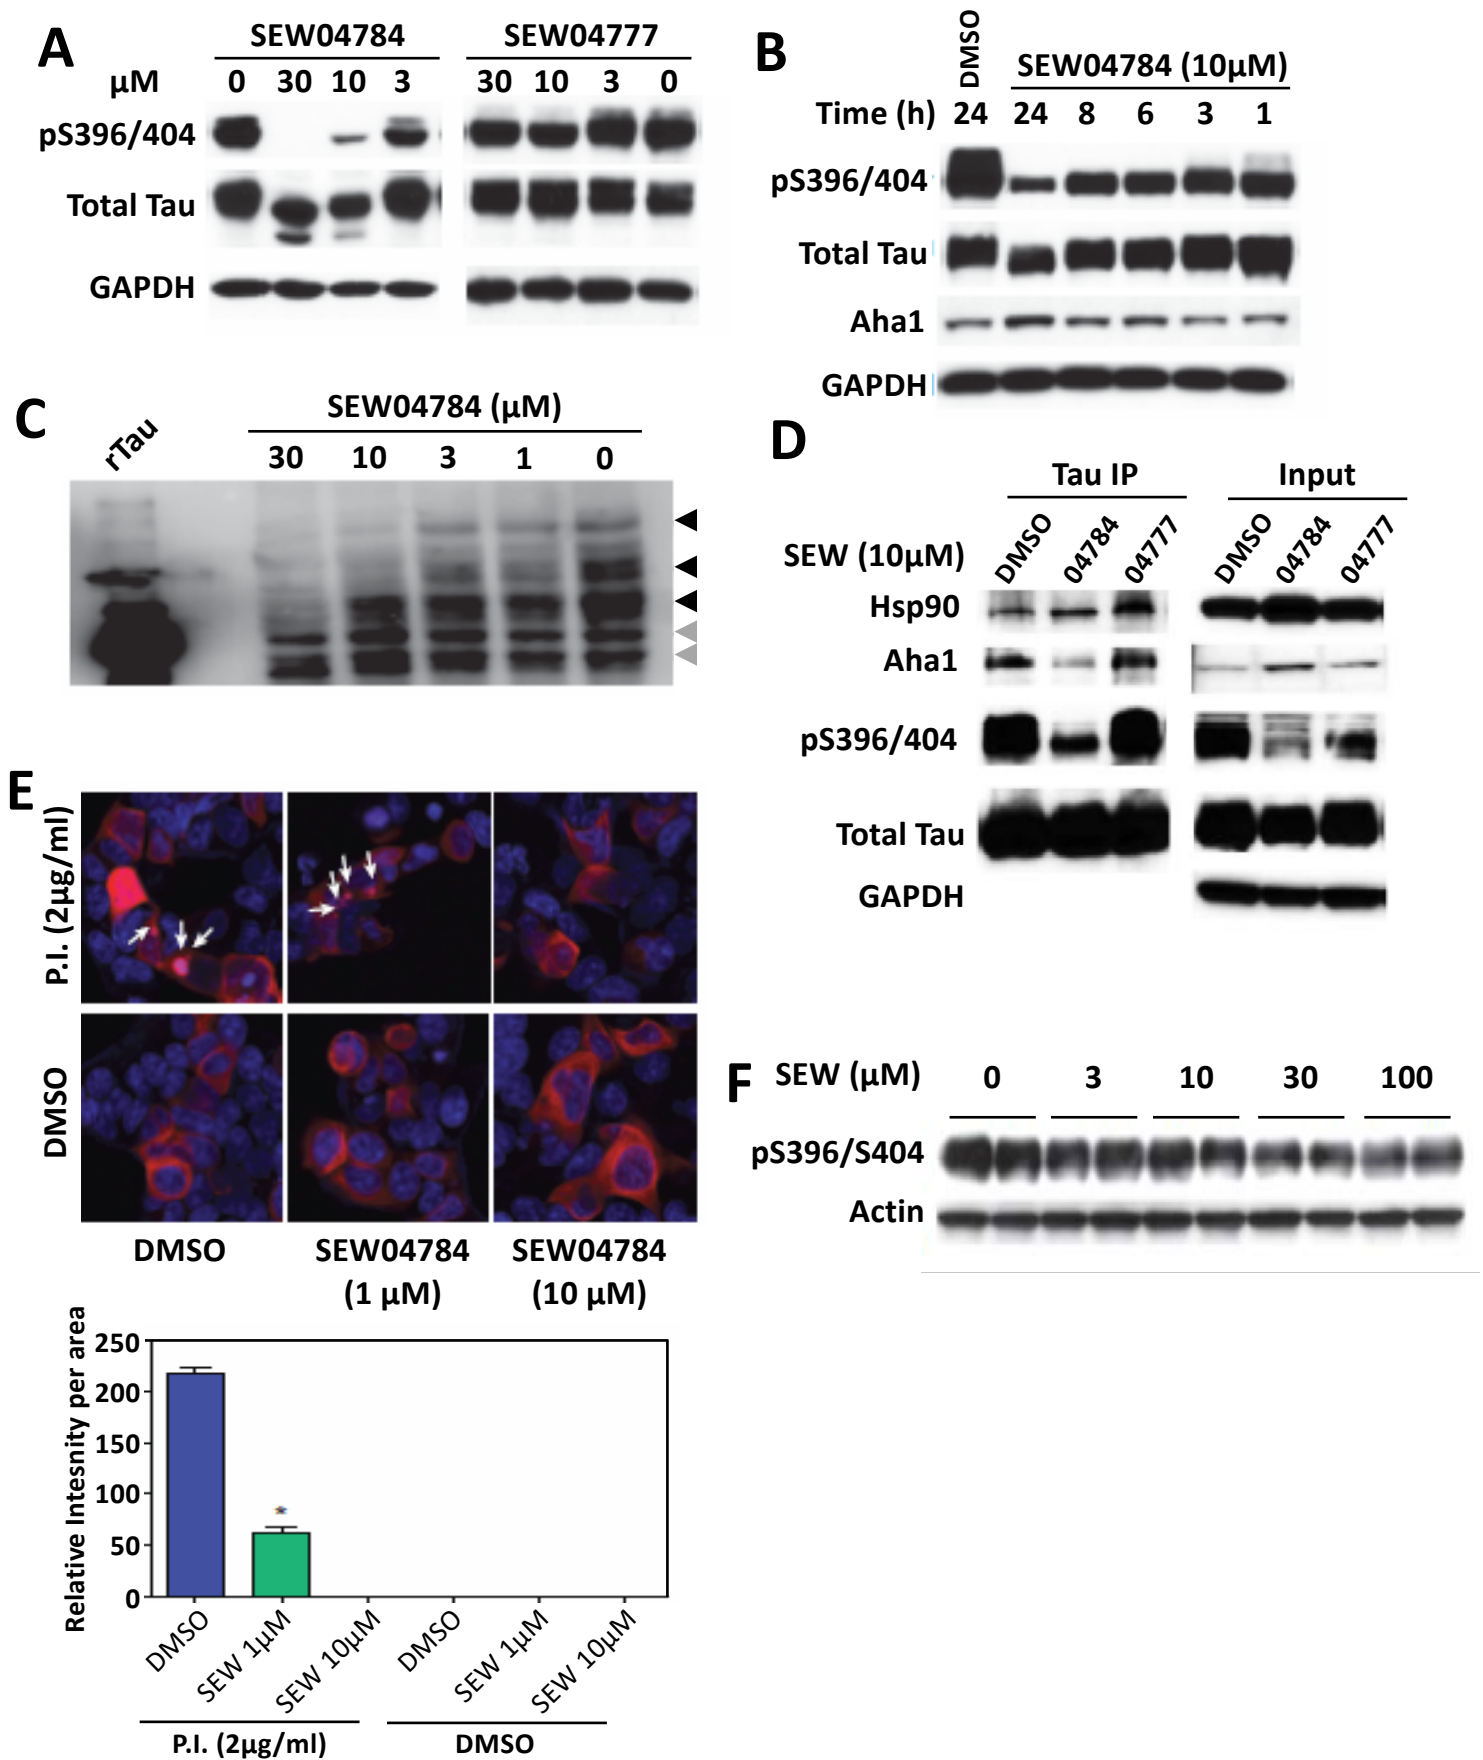 A
SEW04784 SEW04777
µM 0 30 10 3 30 10 3 0
pS396/404
Total Tau
GAPDH
B
DMSO
SEW04784 (10µM)
Time (h) 24 24 8 6 3 1
pS396/404
Total Tau
Aha1
GAPDH
C
rTau
SEW04784 (µM)
30 10 3 1 0
D
Tau IP Input
SEW (10µM)
DMSO 04784 04777 DMSO 04784 04777
Hsp90
Aha1
pS396/404
Total Tau
GAPDH
E
P.I. (2µg/ml)
DMSO
DMSO SEW04784 SEW04784
(1 µM) (10 µM)
Relative Intesnity per area
250
200
150
100
50
0
*
DMSO SEW 1µM SEW 10µM DMSO SEW 1µM SEW 10µM
P.I. (2µg/ml) DMSO
F
SEW (µM) 0 3 10 30 100
pS396/S404
Actin